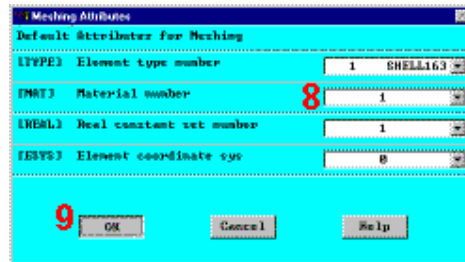 Meshing Attributes
Default Attributes for Meshing
[TYPE] Element type number 1 SHELL163
[MAT] Material number 8 1
[REAL] Real constant set number 1
[ESYS] Element coordinate sys 0
9 OK Cancel Help